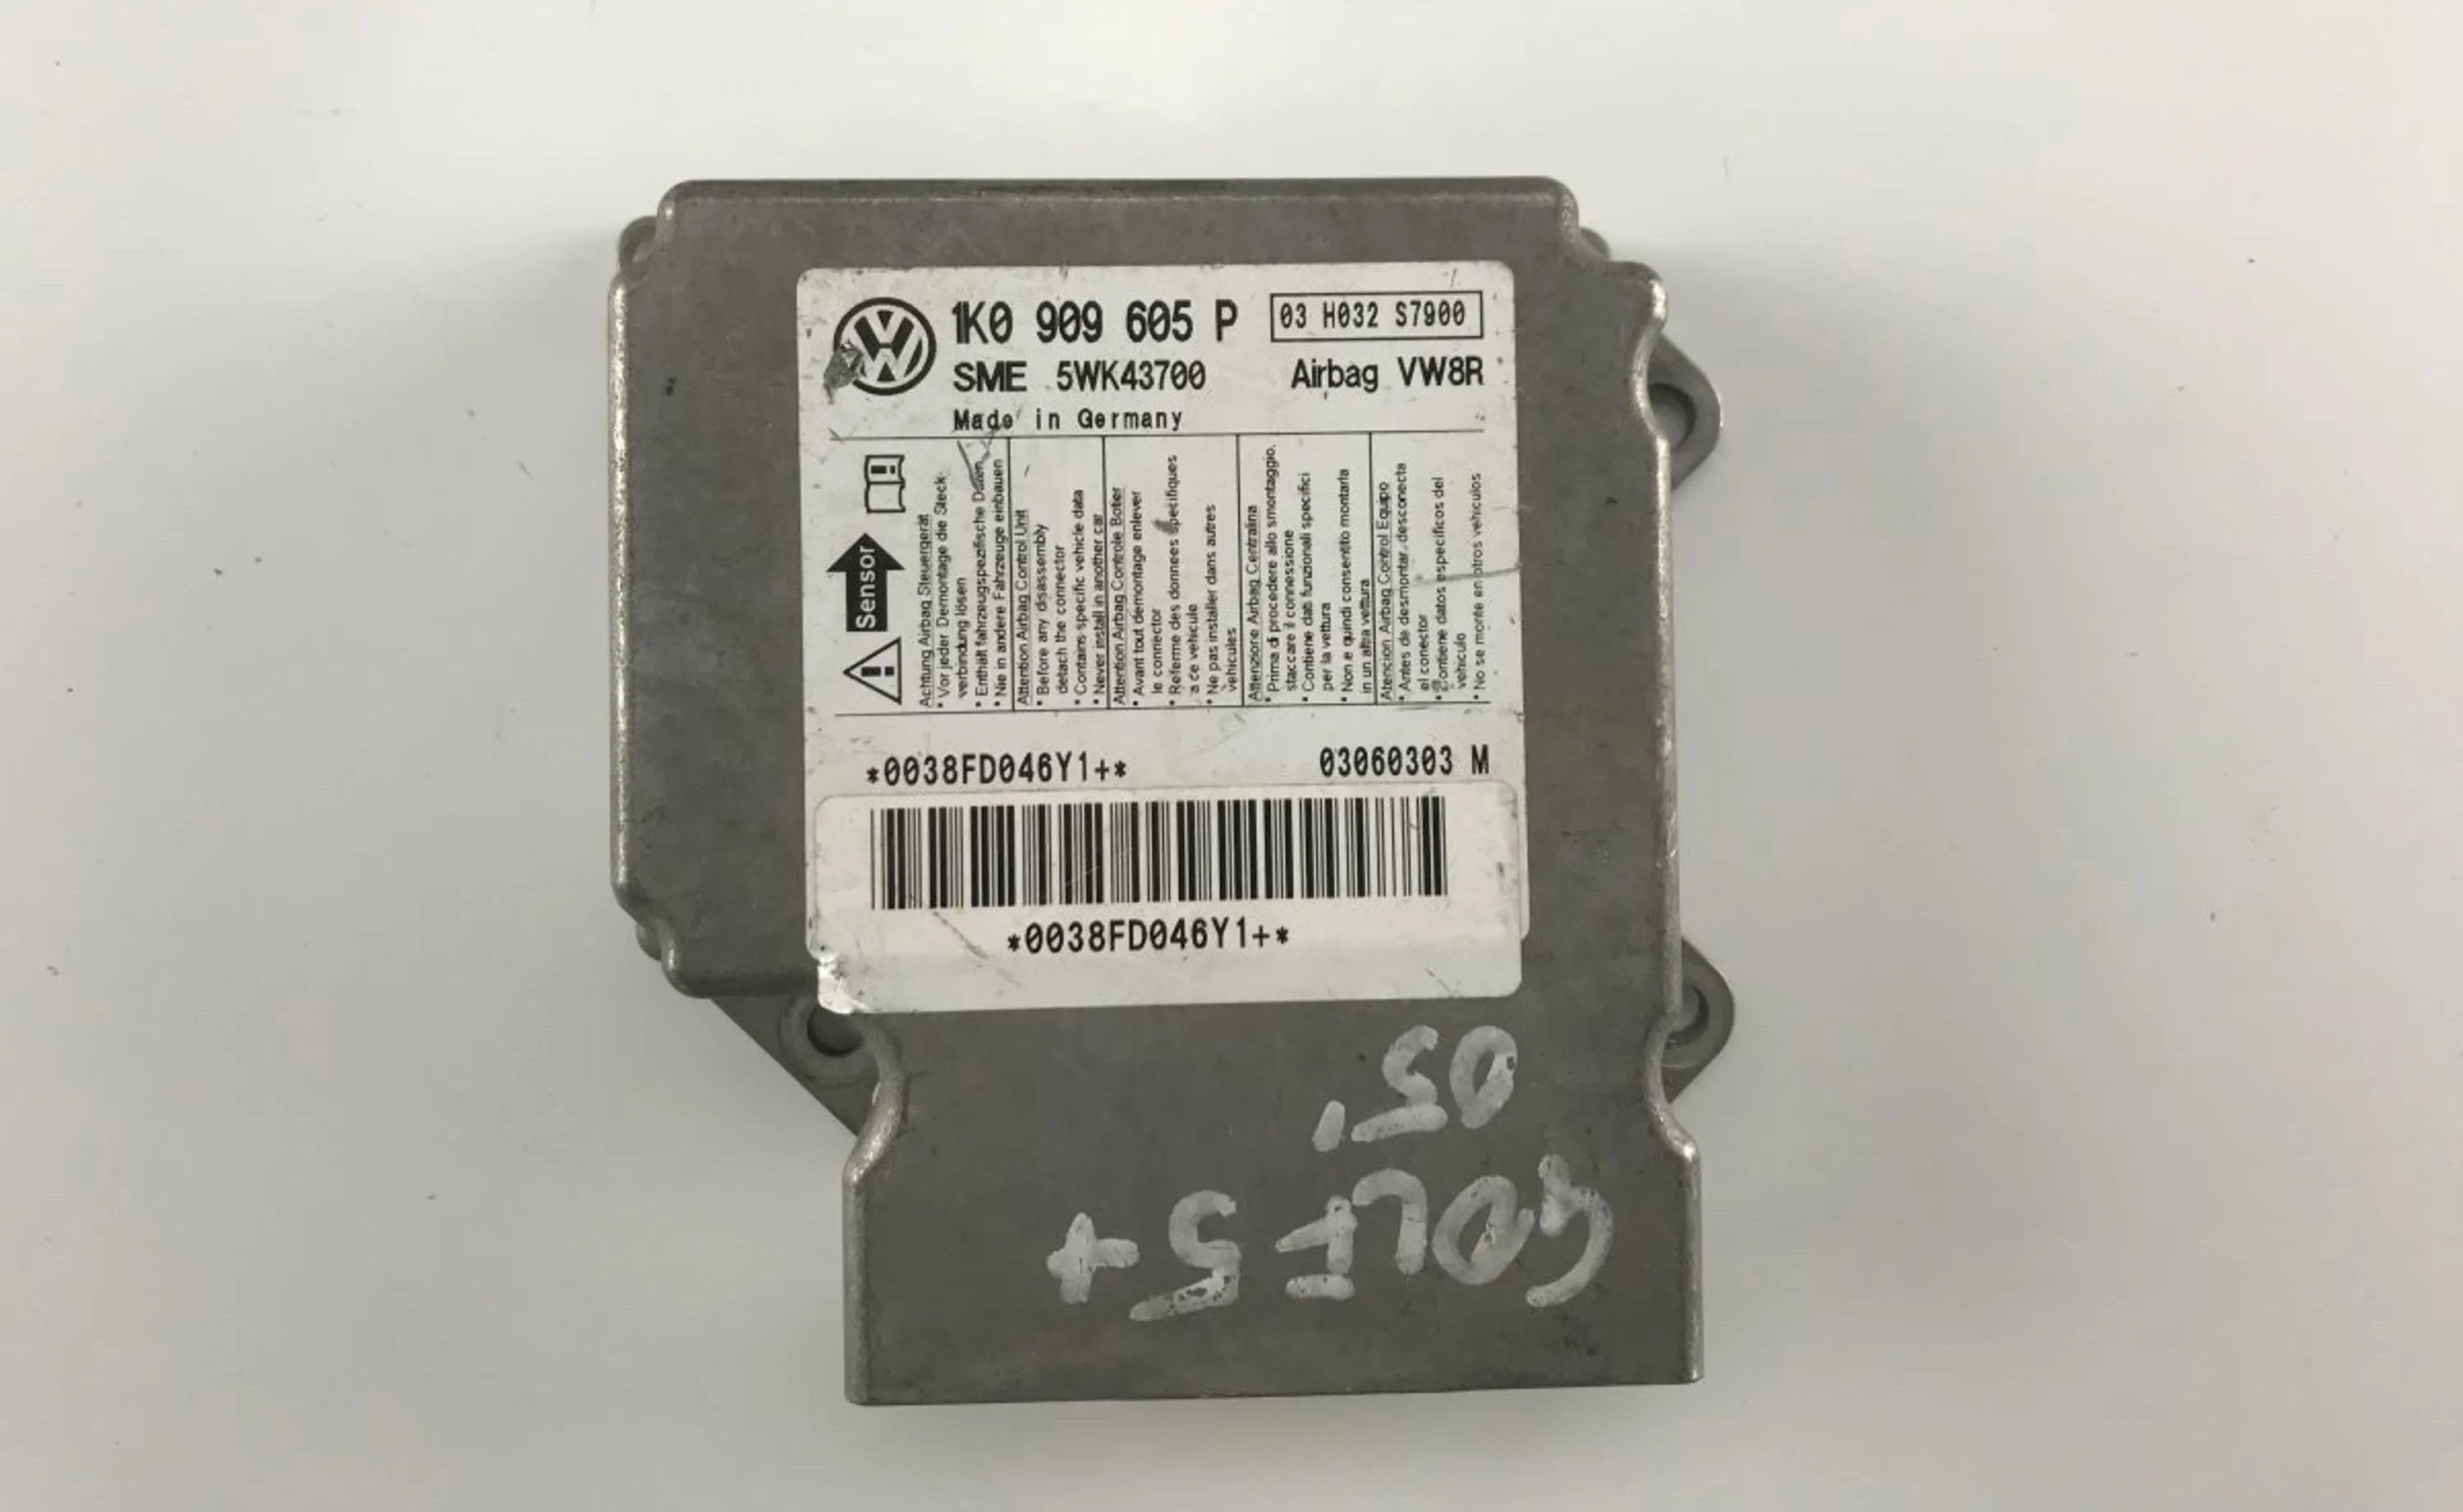 1K0 909 605 P
03 H032 S7900
SME 5WK43700
Airbag VW8R
Made in Germany
Sensor
Achtung Airbag Steuergerät
• Vor jeder Demontage die Steck-
verbindung lösen
• Enthält fahrzeugspezifische Daten
• Nie in andere Fahrzeuge einbauen
Attention Airbag Control Unit
• Before any disassembly
detach the connector
• Contains specific vehicle data
• Never install in another car
Attention Airbag Controle Botier
• Avant tout demontage enlever
le connector
• Referme des donnees specifiques
a ce vehicule
• Ne pas installer dans autres
vehicules
Attenzione Airbag Centralina
• Prima di procedere allo smontaggio,
staccare il connessione
• Contiene dati funzionali specifici
per la vettura
• Non e quindi consentito montarla
in un altra vettura
Atencion Airbag Control Equipo
• Antes de desmontar, desconecta
el conector
• Contiene datos especificos del
vehiculo
• No se monte en otros vehiculos
*0038FD046Y1+*
03060303 M
*0038FD046Y1+*
GOLF 5+
05'